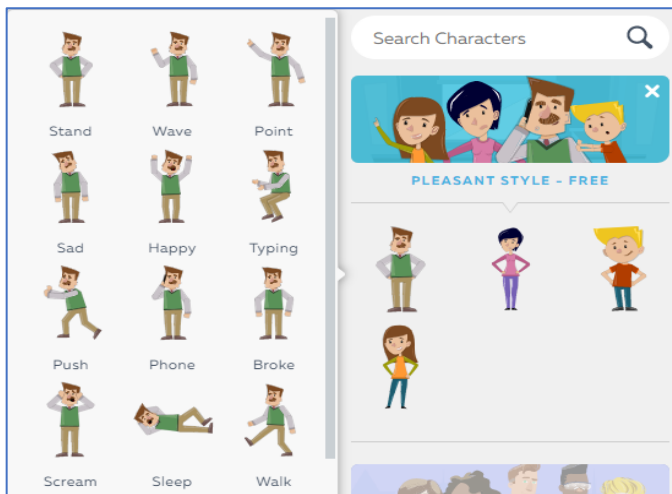 Search Characters
PLEASANT STYLE - FREE
Stand Wave Point
Sad Happy Typing
Push Phone Broke
Scream Sleep Walk